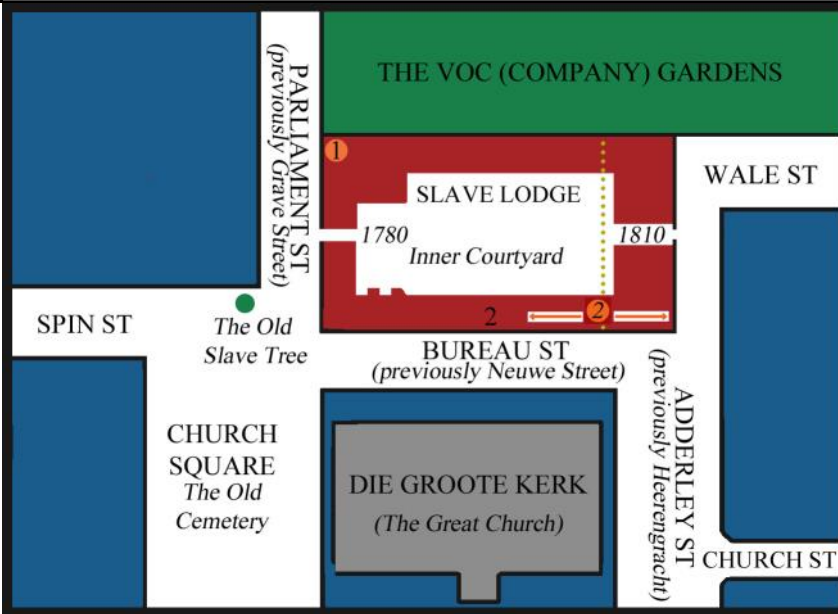 THE VOC (COMPANY) GARDENS
PARLIAMENT ST
(previously Grave Street)
1
WALE ST
SLAVE LODGE
1780
1810
Inner Courtyard
2
2
SPIN ST
The Old
Slave Tree
BUREAU ST
(previously Neuwe Street)
ADDERLEY ST
(previously Heerengracht)
CHURCH
SQUARE
The Old
Cemetery
DIE GROOTE KERK
(The Great Church)
CHURCH ST